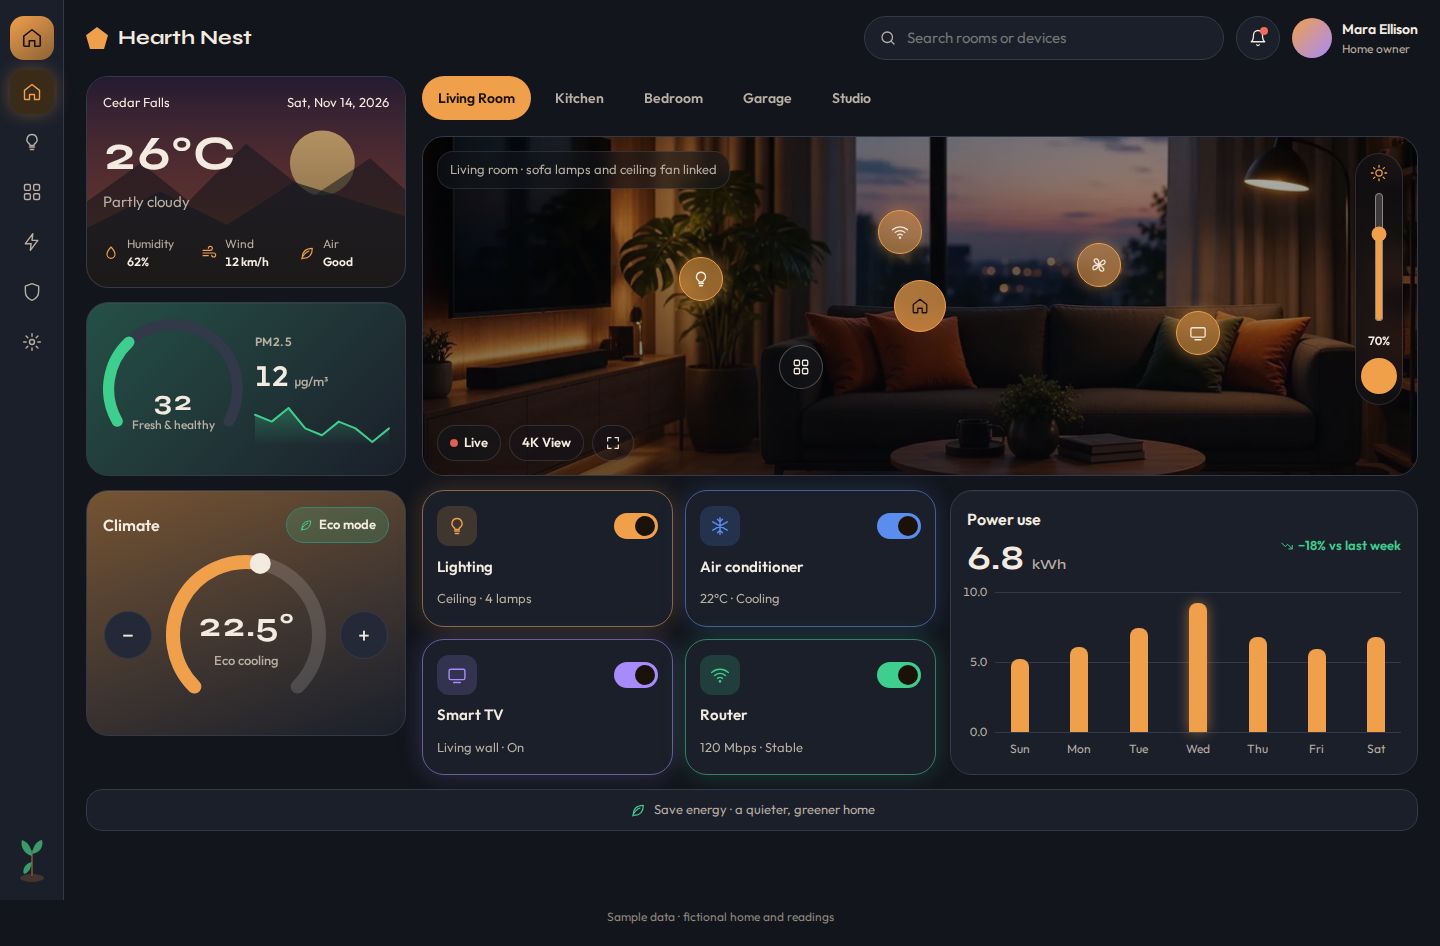 Hearth Nest
Search rooms or devices
Mara Ellison
Home owner
Cedar Falls
Sat, Nov 14, 2026
26°C
Partly cloudy
Humidity
62%
Wind
12 km/h
Air
Good
Living Room
Kitchen
Bedroom
Garage
Studio
Living room · sofa lamps and ceiling fan linked
70%
Live
4K View
32
Fresh & healthy
PM2.5
12 µg/m³
Climate
Eco mode
22.5°
Eco cooling
−
+
Lighting
Ceiling · 4 lamps
Air conditioner
22°C · Cooling
Smart TV
Living wall · On
Router
120 Mbps · Stable
Power use
6.8 kWh
−18% vs last week
10.0
5.0
0.0
Sun
Mon
Tue
Wed
Thu
Fri
Sat
Save energy · a quieter, greener home
Sample data · fictional home and readings